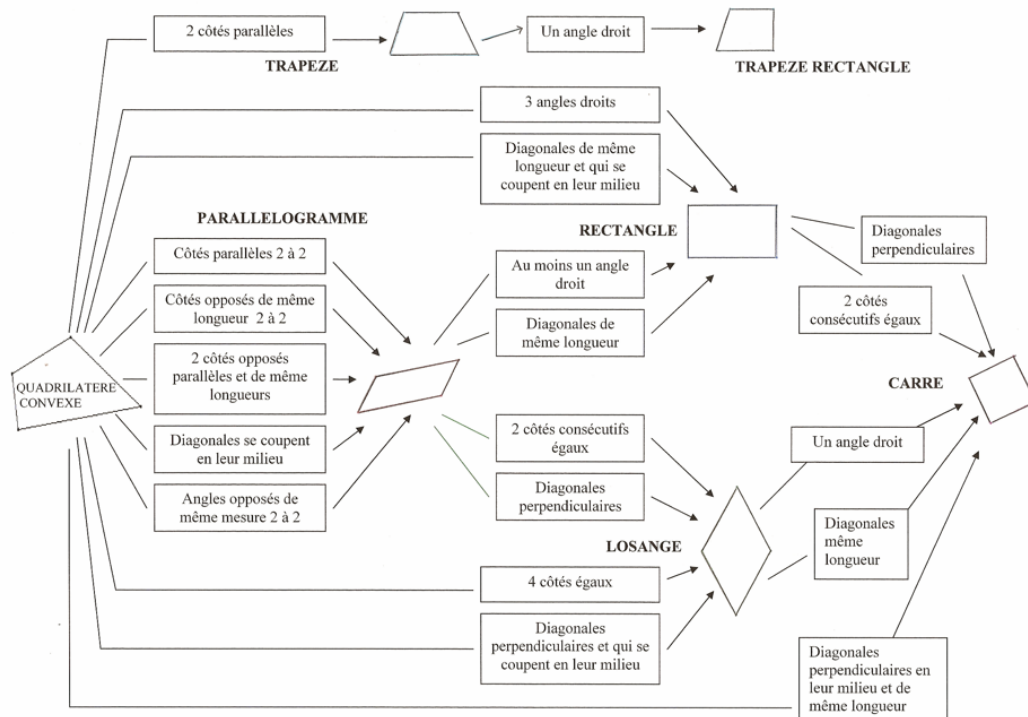 2 côtés parallèles
Un angle droit
TRAPEZE
TRAPEZE RECTANGLE
3 angles droits
Diagonales de même
longueur et qui se
coupent en leur milieu
PARALLELOGRAMME
RECTANGLE
Diagonales
perpendiculaires
Côtés parallèles 2 à 2
Au moins un angle
droit
Côtés opposés de même
longueur 2 à 2
2 côtés
consécutifs égaux
Diagonales de
même longueur
2 côtés opposés
parallèles et de même
longueurs
QUADRILATERE
CONVEXE
CARRE
Diagonales se coupent
en leur milieu
2 côtés consécutifs
égaux
Un angle droit
Angles opposés de
même mesure 2 à 2
Diagonales
perpendiculaires
Diagonales
même
longueur
LOSANGE
4 côtés égaux
Diagonales
perpendiculaires et qui se
coupent en leur milieu
Diagonales
perpendiculaires en
leur milieu et de
même longueur